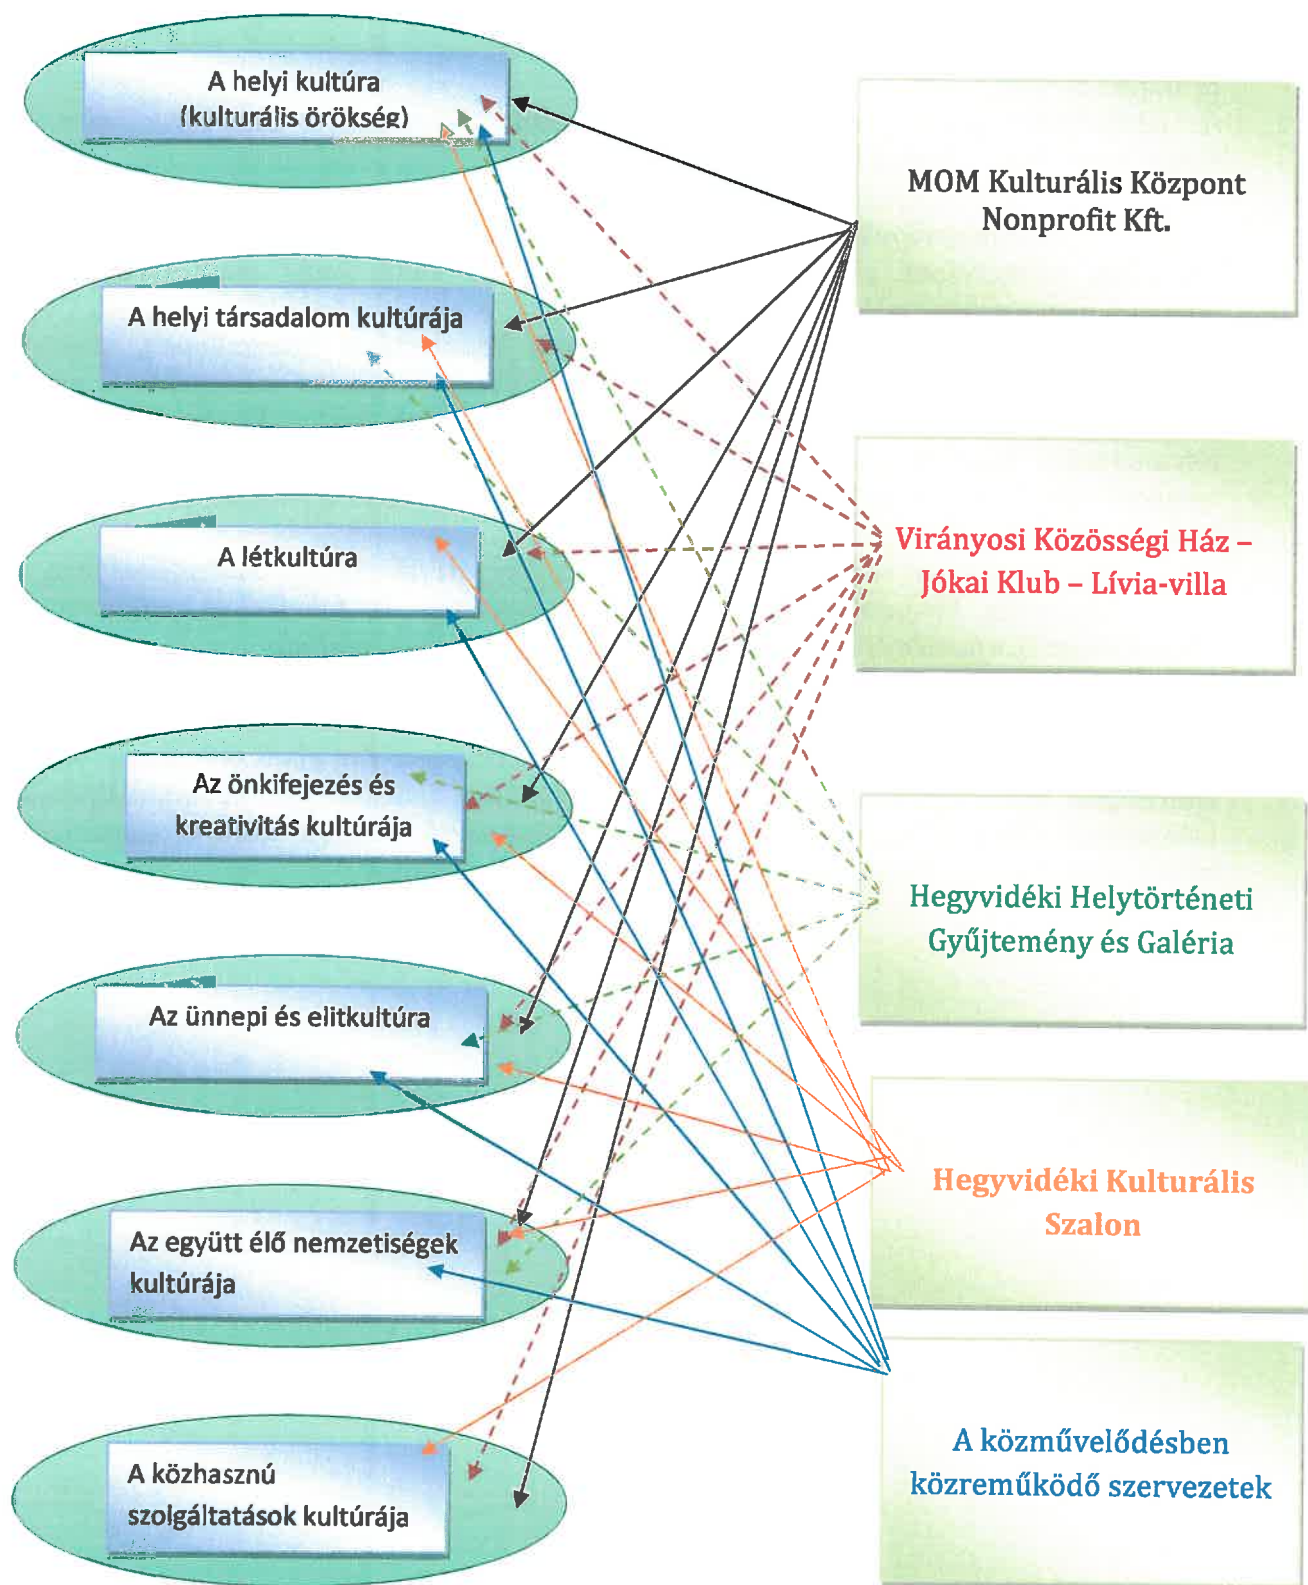 A helyi kultúra
(kulturális örökség)
A helyi társadalom kultúrája
A létkultúra
Az önkifejezés és
kreativitás kultúrája
Az ünnepi és elitkultúra
Az együtt élő nemzetiségek
kultúrája
A közhasznú
szolgáltatások kultúrája
MOM Kulturális Központ
Nonprofit Kft.
Virányosi Közösségi Ház –
Jókai Klub – Lívia-villa
Hegyvidéki Helytörténeti
Gyűjtemény és Galéria
Hegyvidéki Kulturális
Szalon
A közművelődésben
közreműködő szervezetek